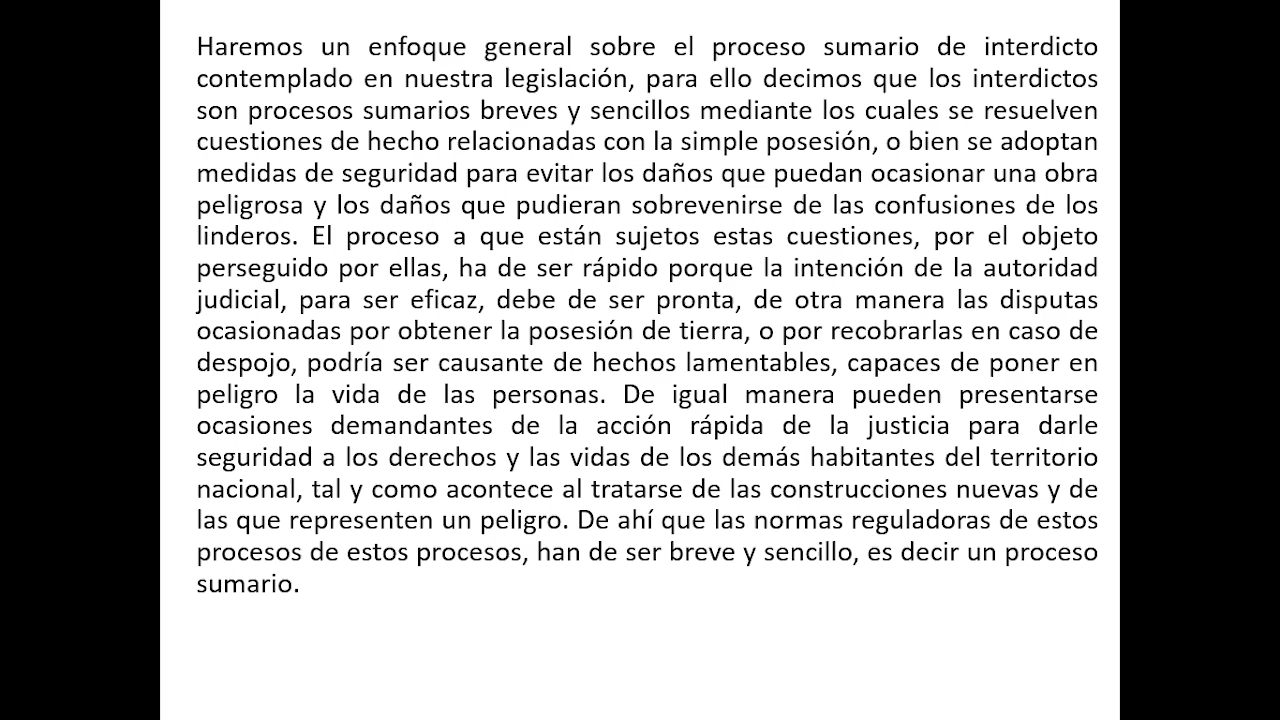 Haremos un enfoque general sobre el proceso sumario de interdicto
contemplado en nuestra legislación, para ello decimos que los interdictos
son procesos sumarios breves y sencillos mediante los cuales se resuelven
cuestiones de hecho relacionadas con la simple posesión, o bien se adoptan
medidas de seguridad para evitar los daños que puedan ocasionar una obra
peligrosa y los daños que pudieran sobrevenirse de las confusiones de los
linderos. El proceso a que están sujetos estas cuestiones, por el objeto
perseguido por ellas, ha de ser rápido porque la intención de la autoridad
judicial, para ser eficaz, debe de ser pronta, de otra manera las disputas
ocasionadas por obtener la posesión de tierra, o por recobrarlas en caso de
despojo, podría ser causante de hechos lamentables, capaces de poner en
peligro la vida de las personas. De igual manera pueden presentarse
ocasiones demandantes de la acción rápida de la justicia para darle
seguridad a los derechos y las vidas de los demás habitantes del territorio
nacional, tal y como acontece al tratarse de las construcciones nuevas y de
las que representen un peligro. De ahí que las normas reguladoras de estos
procesos de estos procesos, han de ser breve y sencillo, es decir un proceso
sumario.